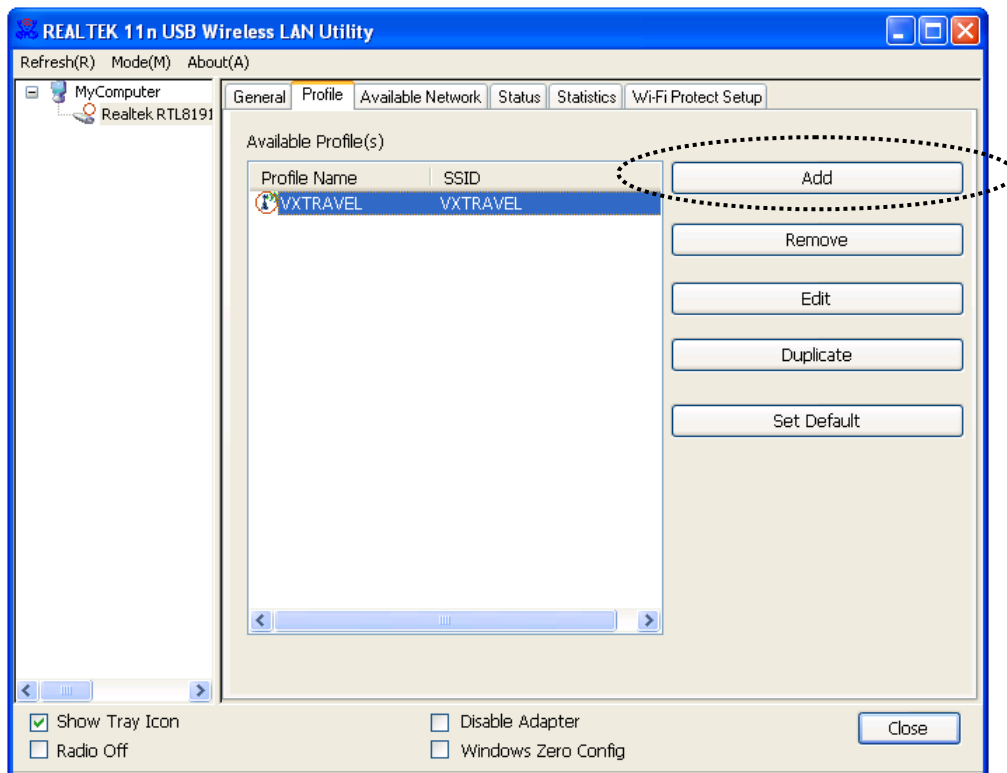 REALTEK 11n USB Wireless LAN Utility
Refresh(R) Mode(M) About(A)
MyComputer
Realtek RTL8191
General Profile Available Network Status Statistics Wi-Fi Protect Setup
Available Profile(s)
Profile Name SSID
VXTRAVEL VXTRAVEL
Add
Remove
Edit
Duplicate
Set Default
Show Tray Icon
Radio Off
Disable Adapter
Windows Zero Config
Close